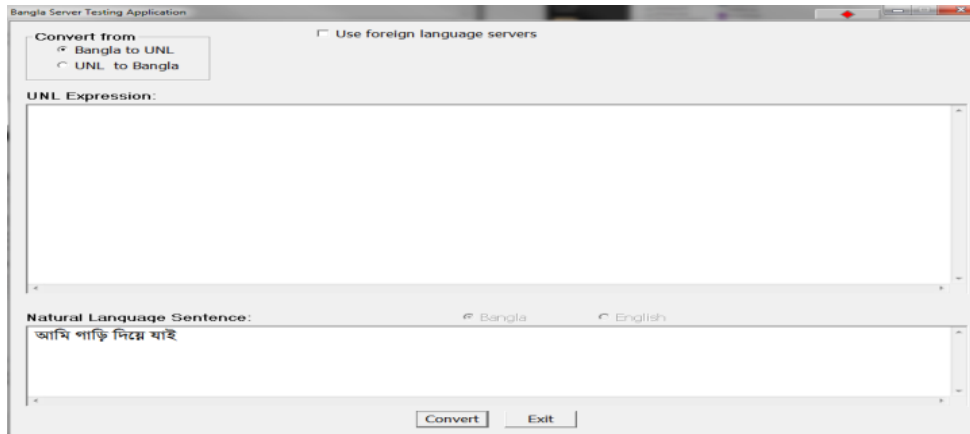 Bangla Server Testing Application
Convert from
Use foreign language servers
Bangla to UNL
UNL to Bangla
UNL Expression:
Natural Language Sentence:
Bangla
English
আমি গাড়ি দিয়ে যাই
Convert
Exit